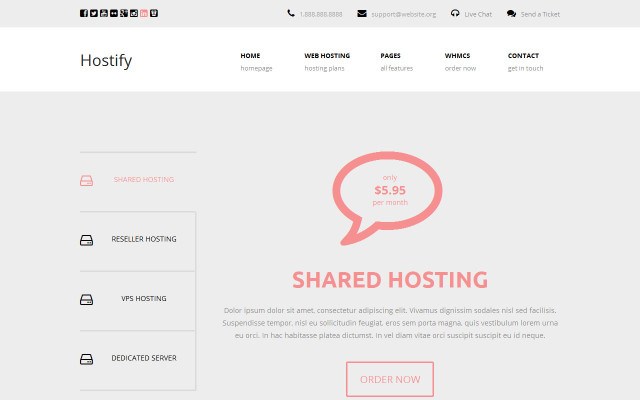 1.888.888.8888
support@website.org
Live Chat
Send a Ticket
Hostify
HOME
WEB HOSTING
PAGES
WHMCS
CONTACT
homepage
hosting plans
all features
order now
get in touch
SHARED HOSTING
RESELLER HOSTING
VPS HOSTING
DEDICATED SERVER
only
$5.95
per month
SHARED HOSTING
Dolor ipsum dolor sit amet, consectetur adipiscing elit. Vivamus dignissim sodales nisl sed facilisis.
Suspendisse tempor, nisl eu sollicitudin feugiat, eros sem porta magna, quis vestibulum lorem urna
eu orci. In hac habitasse platea dictumst. In vel diam vitae orci suscipit suscipit eu id neque.
ORDER NOW